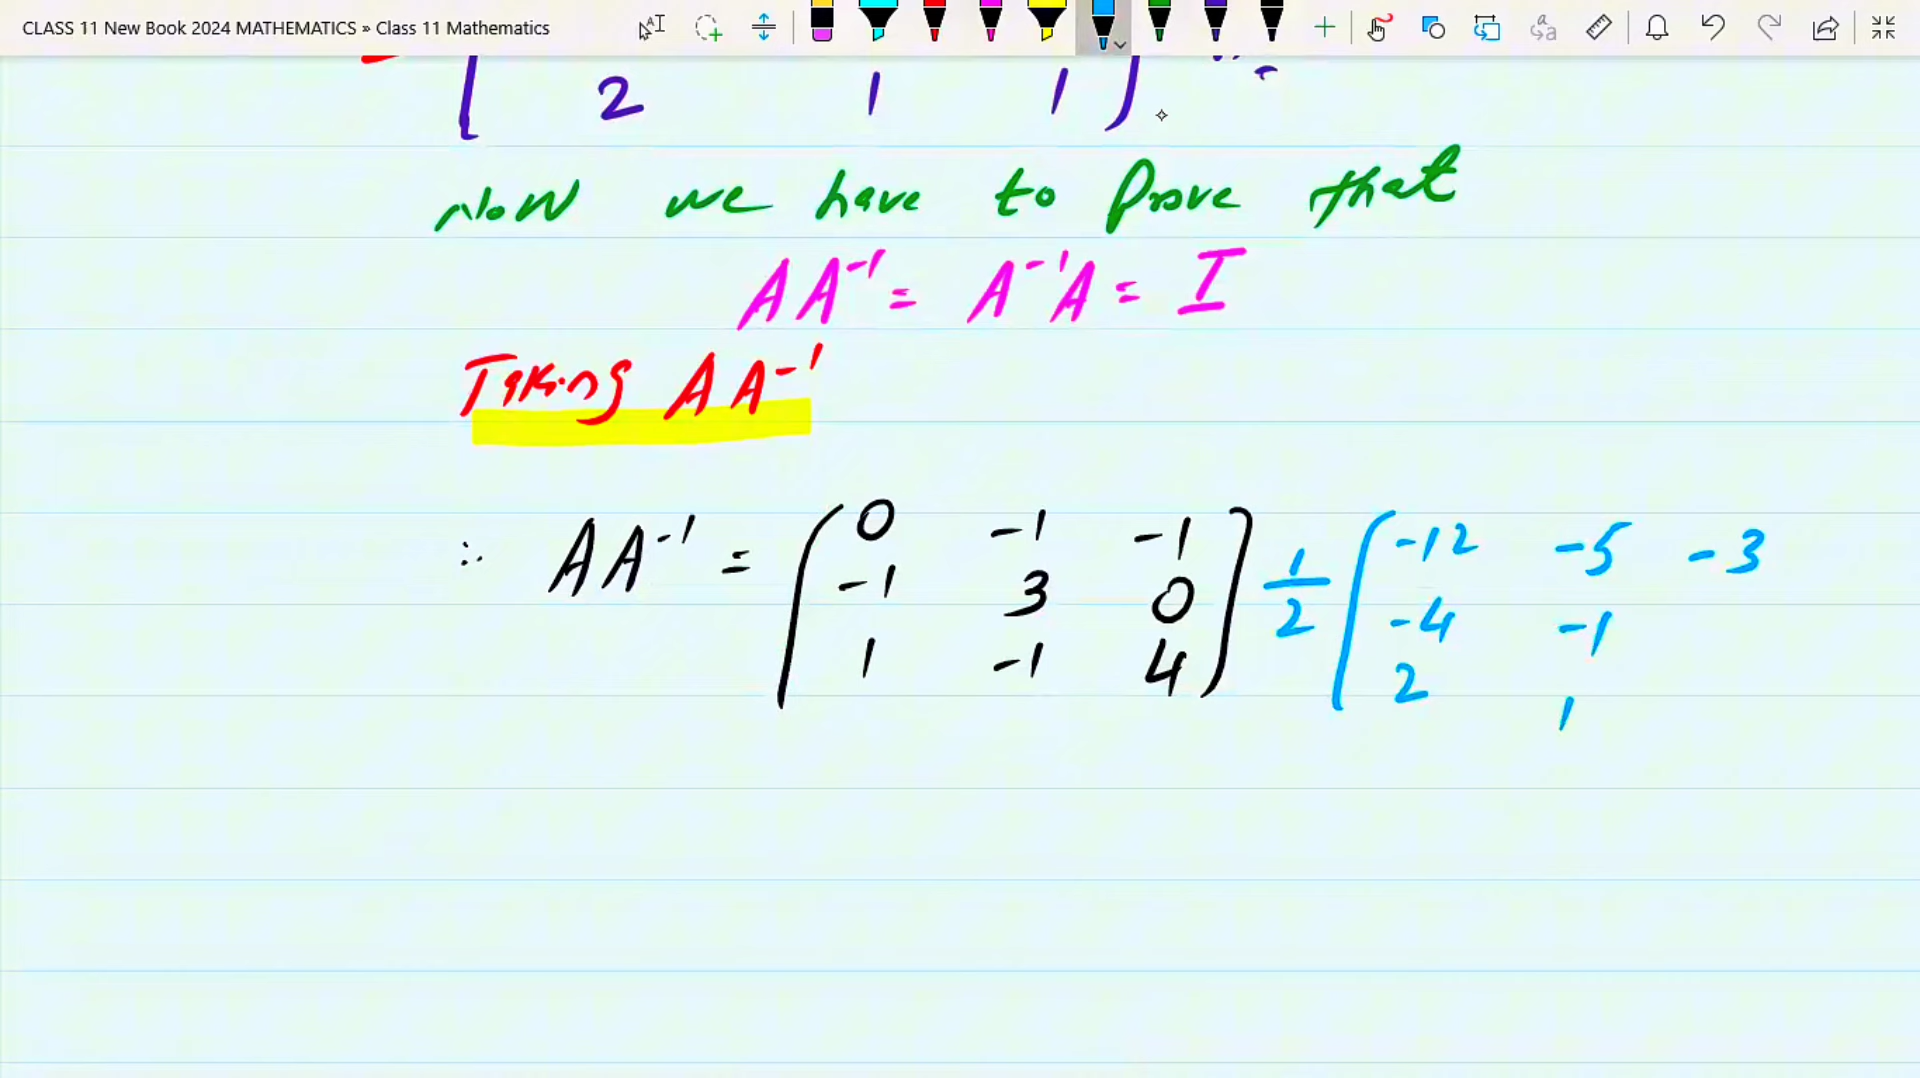 CLASS 11 New Book 2024 MATHEMATICS » Class 11 Mathematics
2 1 1
now we have to Prove that
AA⁻¹ = A⁻¹A = I
Taking AA⁻¹
∴ AA⁻¹ = [0 -1 -1 1/2 [-12 -5 -3
-1 3 0 -4 -1
1 -1 4] 2 1